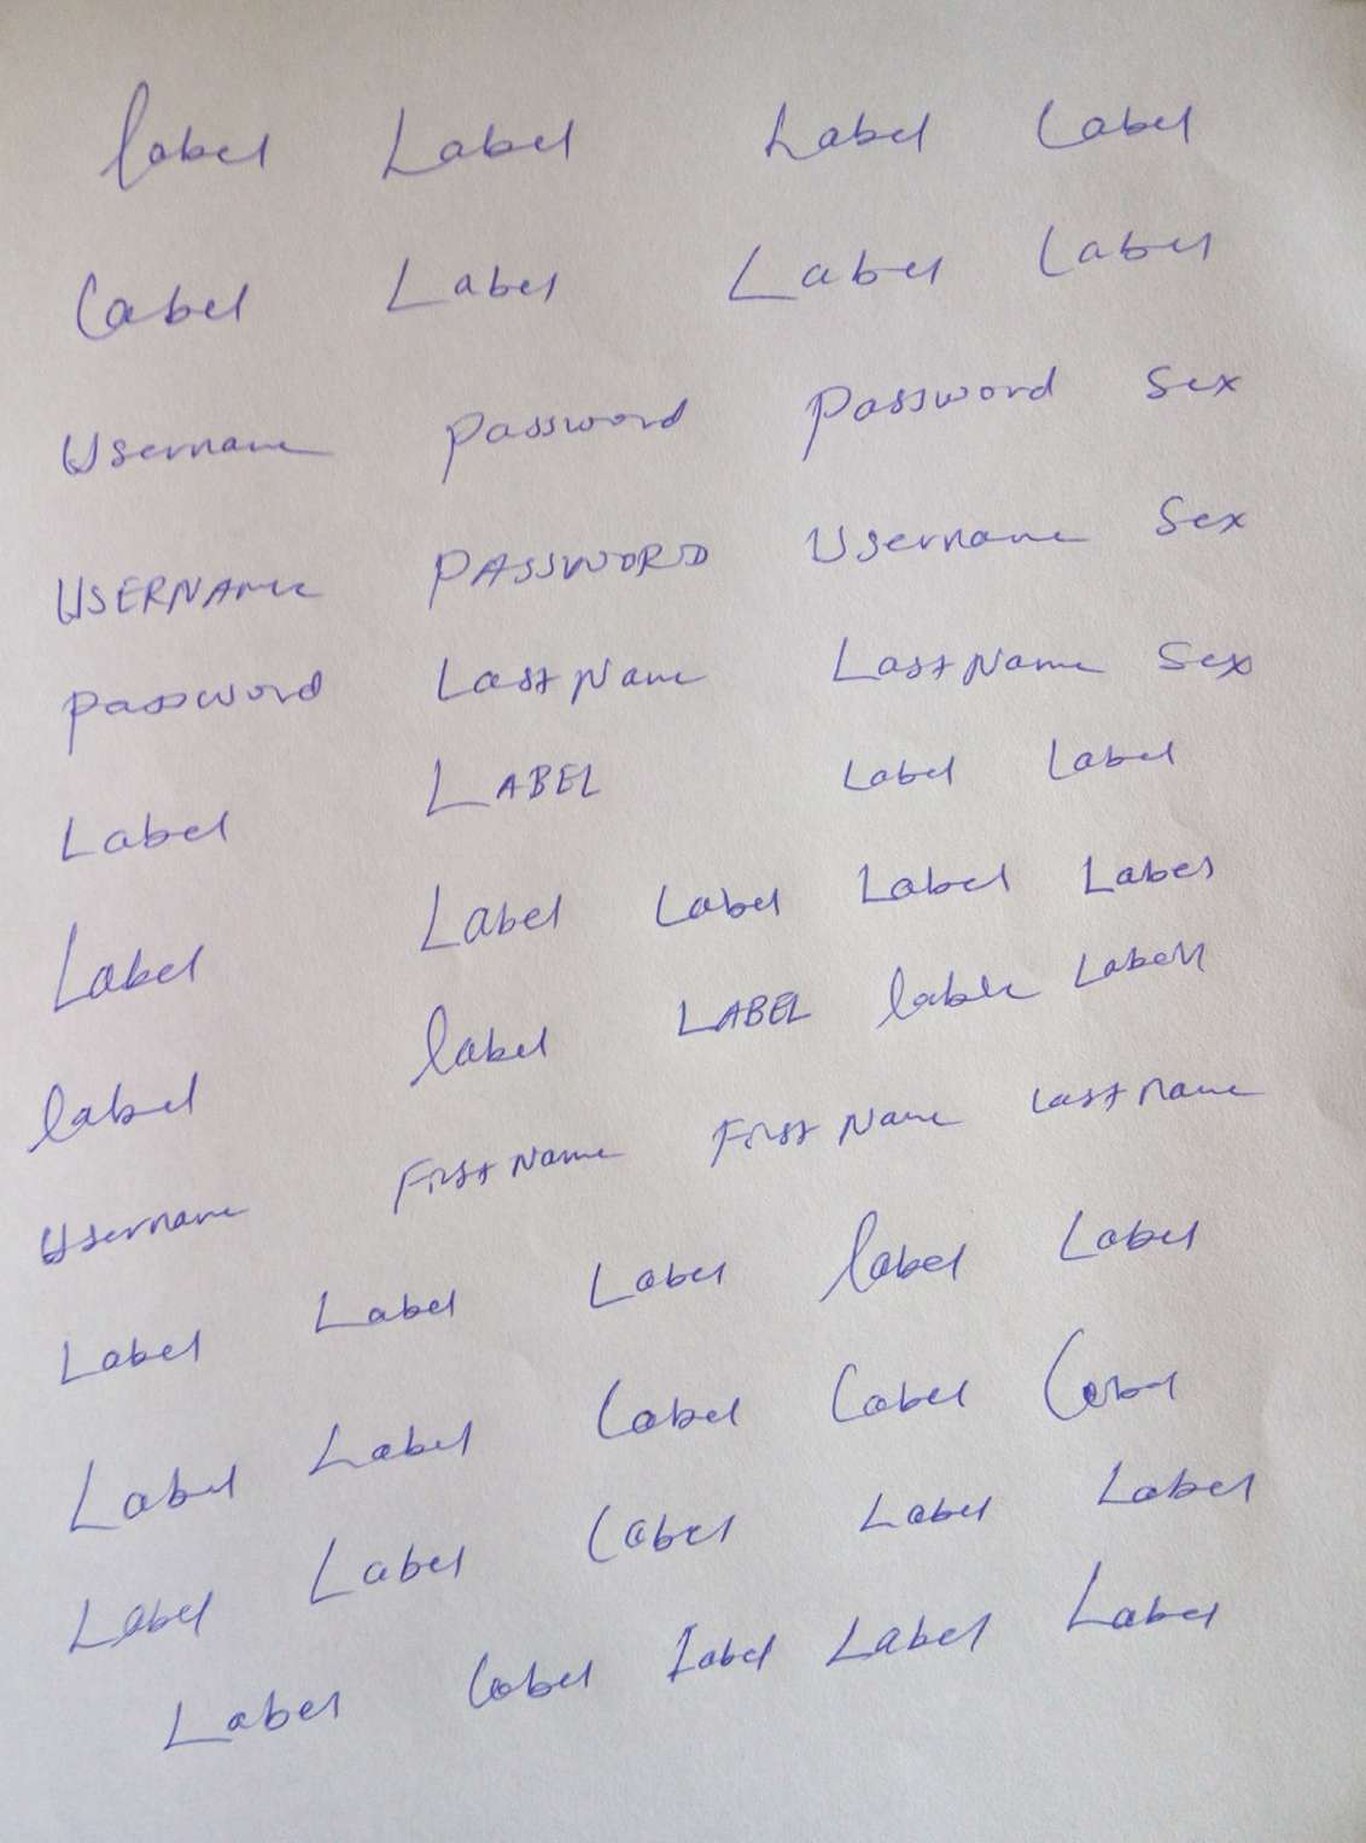 label Label Label Label
Label Label Label Label
Username password password Sex
USERNAMe PASSWORD Username Sex
password Last Name Last Name Sex
Label LABEL Label Label
Label Label Label Label Label
label label LABEL lable Labell
Username First Name First Name Last name
Label Label Label label Label
Label Label Label Label
Label Label Label Label Label
Label Label Label Label Label